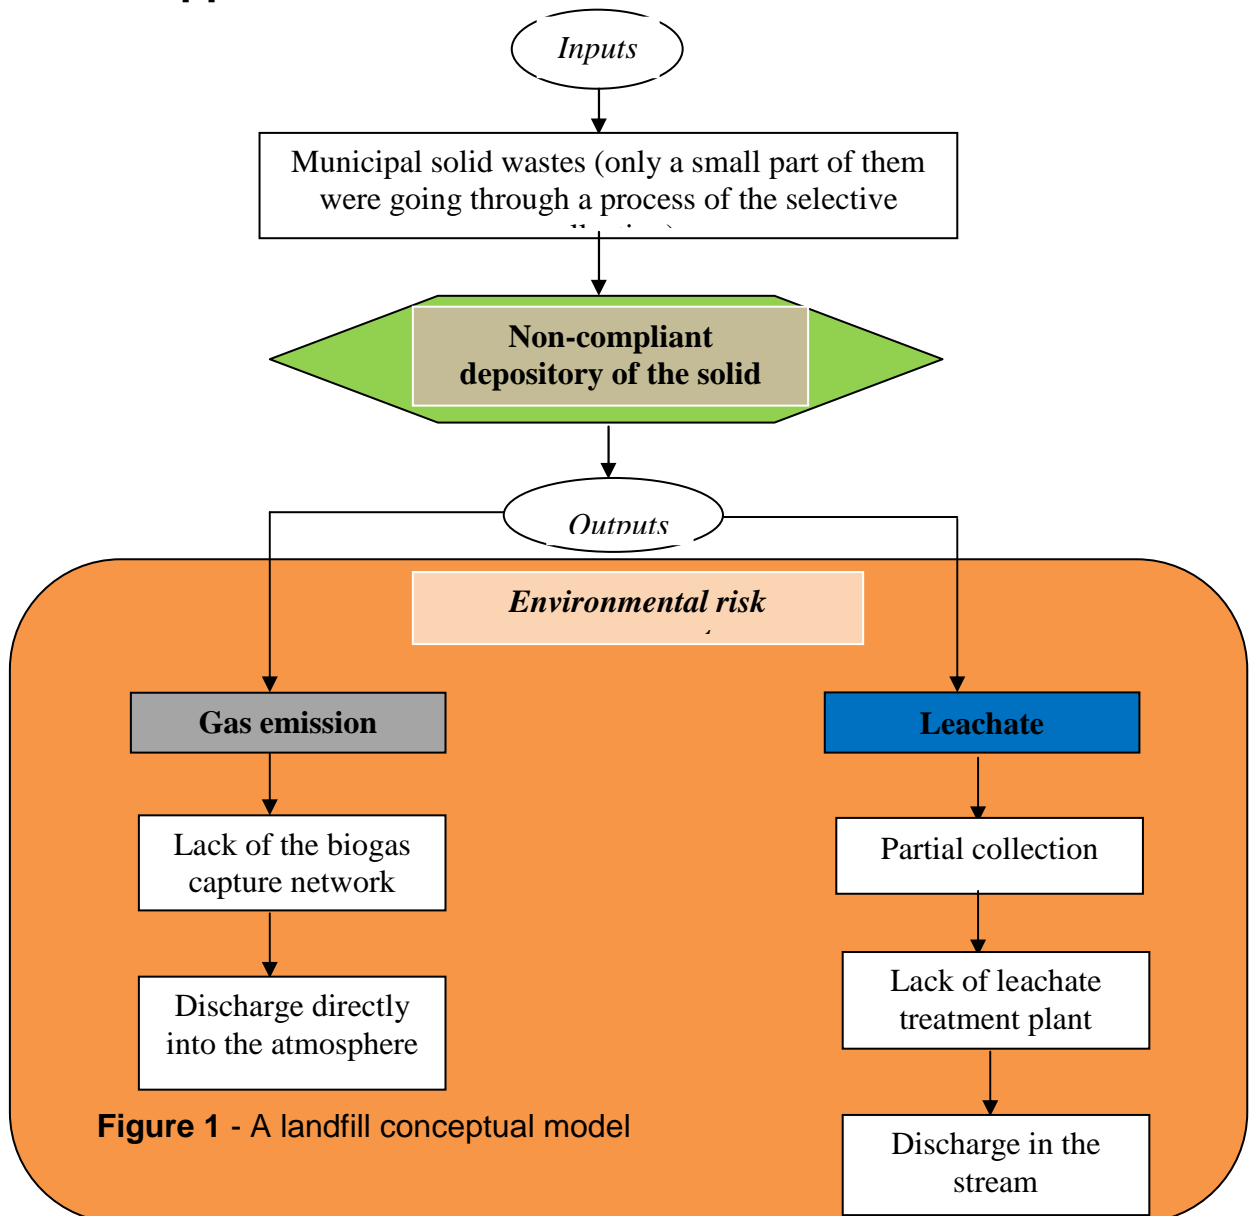 Inputs
Municipal solid wastes (only a small part of them
were going through a process of the selective
Non-compliant
depository of the solid
Outputs
Environmental risk
Gas emission
Lack of the biogas
capture network
Discharge directly
into the atmosphere
Leachate
Partial collection
Lack of leachate
treatment plant
Discharge in the
stream
Figure 1 - A landfill conceptual model